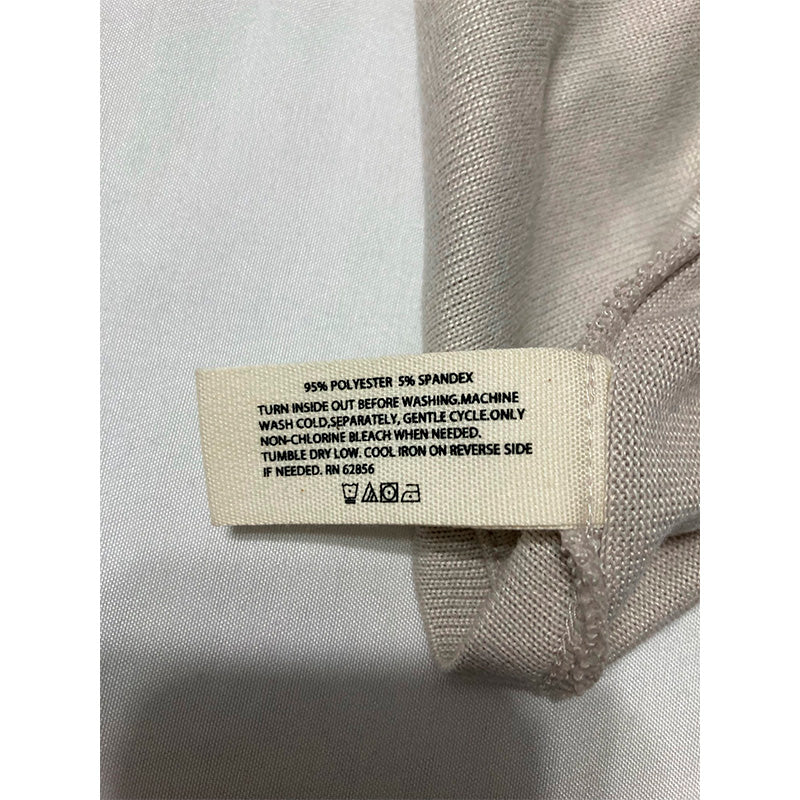 95% POLYESTER 5% SPANDEX
TURN INSIDE OUT BEFORE WASHING.MACHINE
WASH COLD,SEPARATELY, GENTLE CYCLE.ONLY
NON-CHLORINE BLEACH WHEN NEEDED.
TUMBLE DRY LOW. COOL IRON ON REVERSE SIDE
IF NEEDED. RN 62856